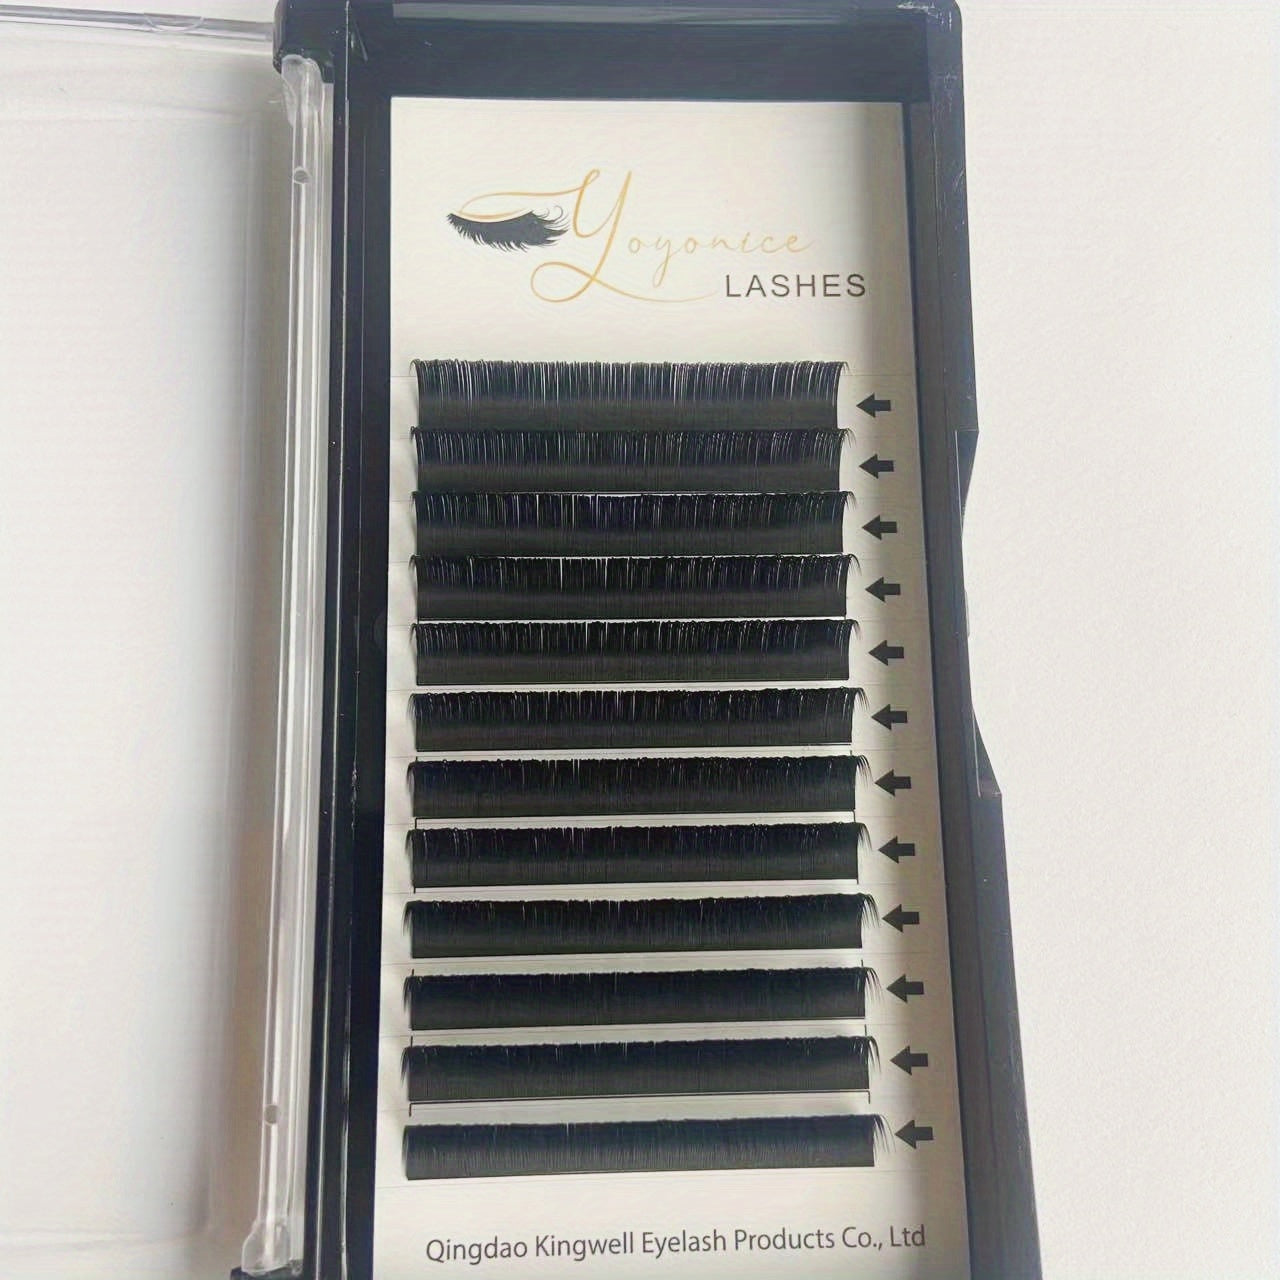 Yoyonice
LASHES
Qingdao Kingwell Eyelash Products Co., Ltd